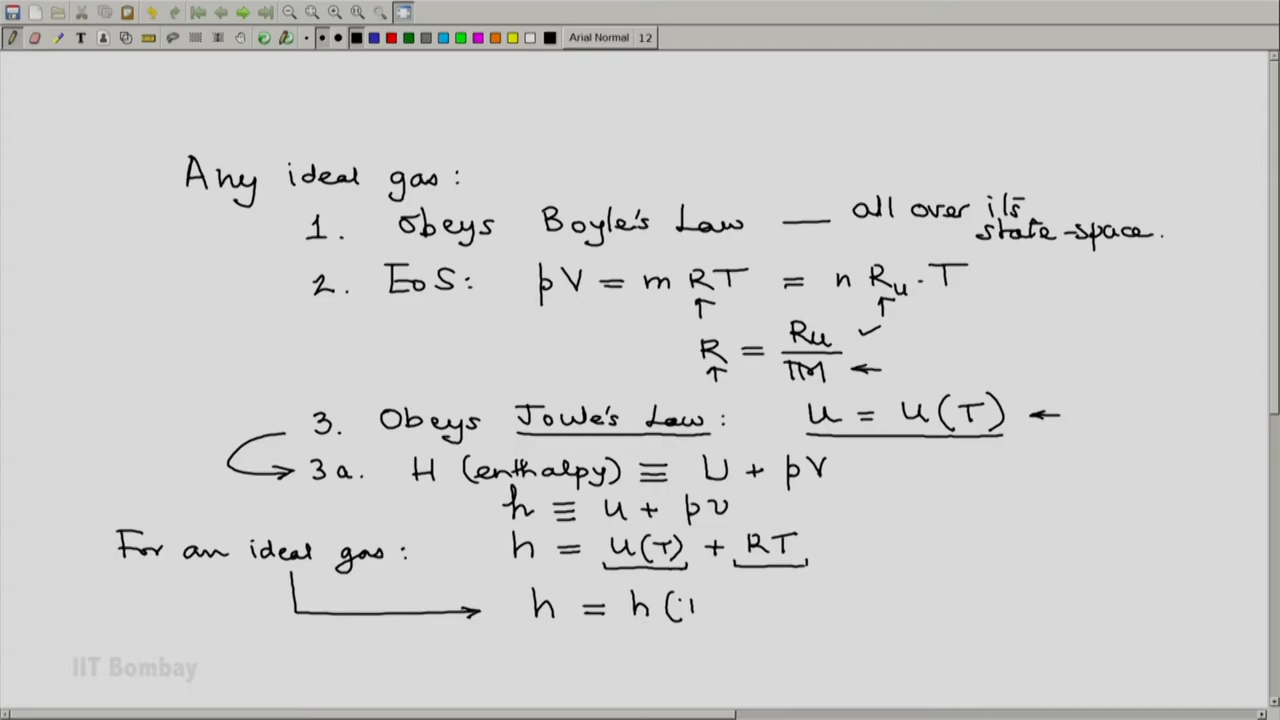 Arial Normal 12
Any ideal gas :
1. obeys Boyle's Law — all over its state-space.
2. EoS: pV = m RT = n Ru . T
R = Ru / M
3. Obeys Joule's Law : u = u(T) ←
3a. H (enthalpy) ≡ U + pV
h ≡ u + pv
For an ideal gas : h = u(T) + RT
h = h (
IIT Bombay